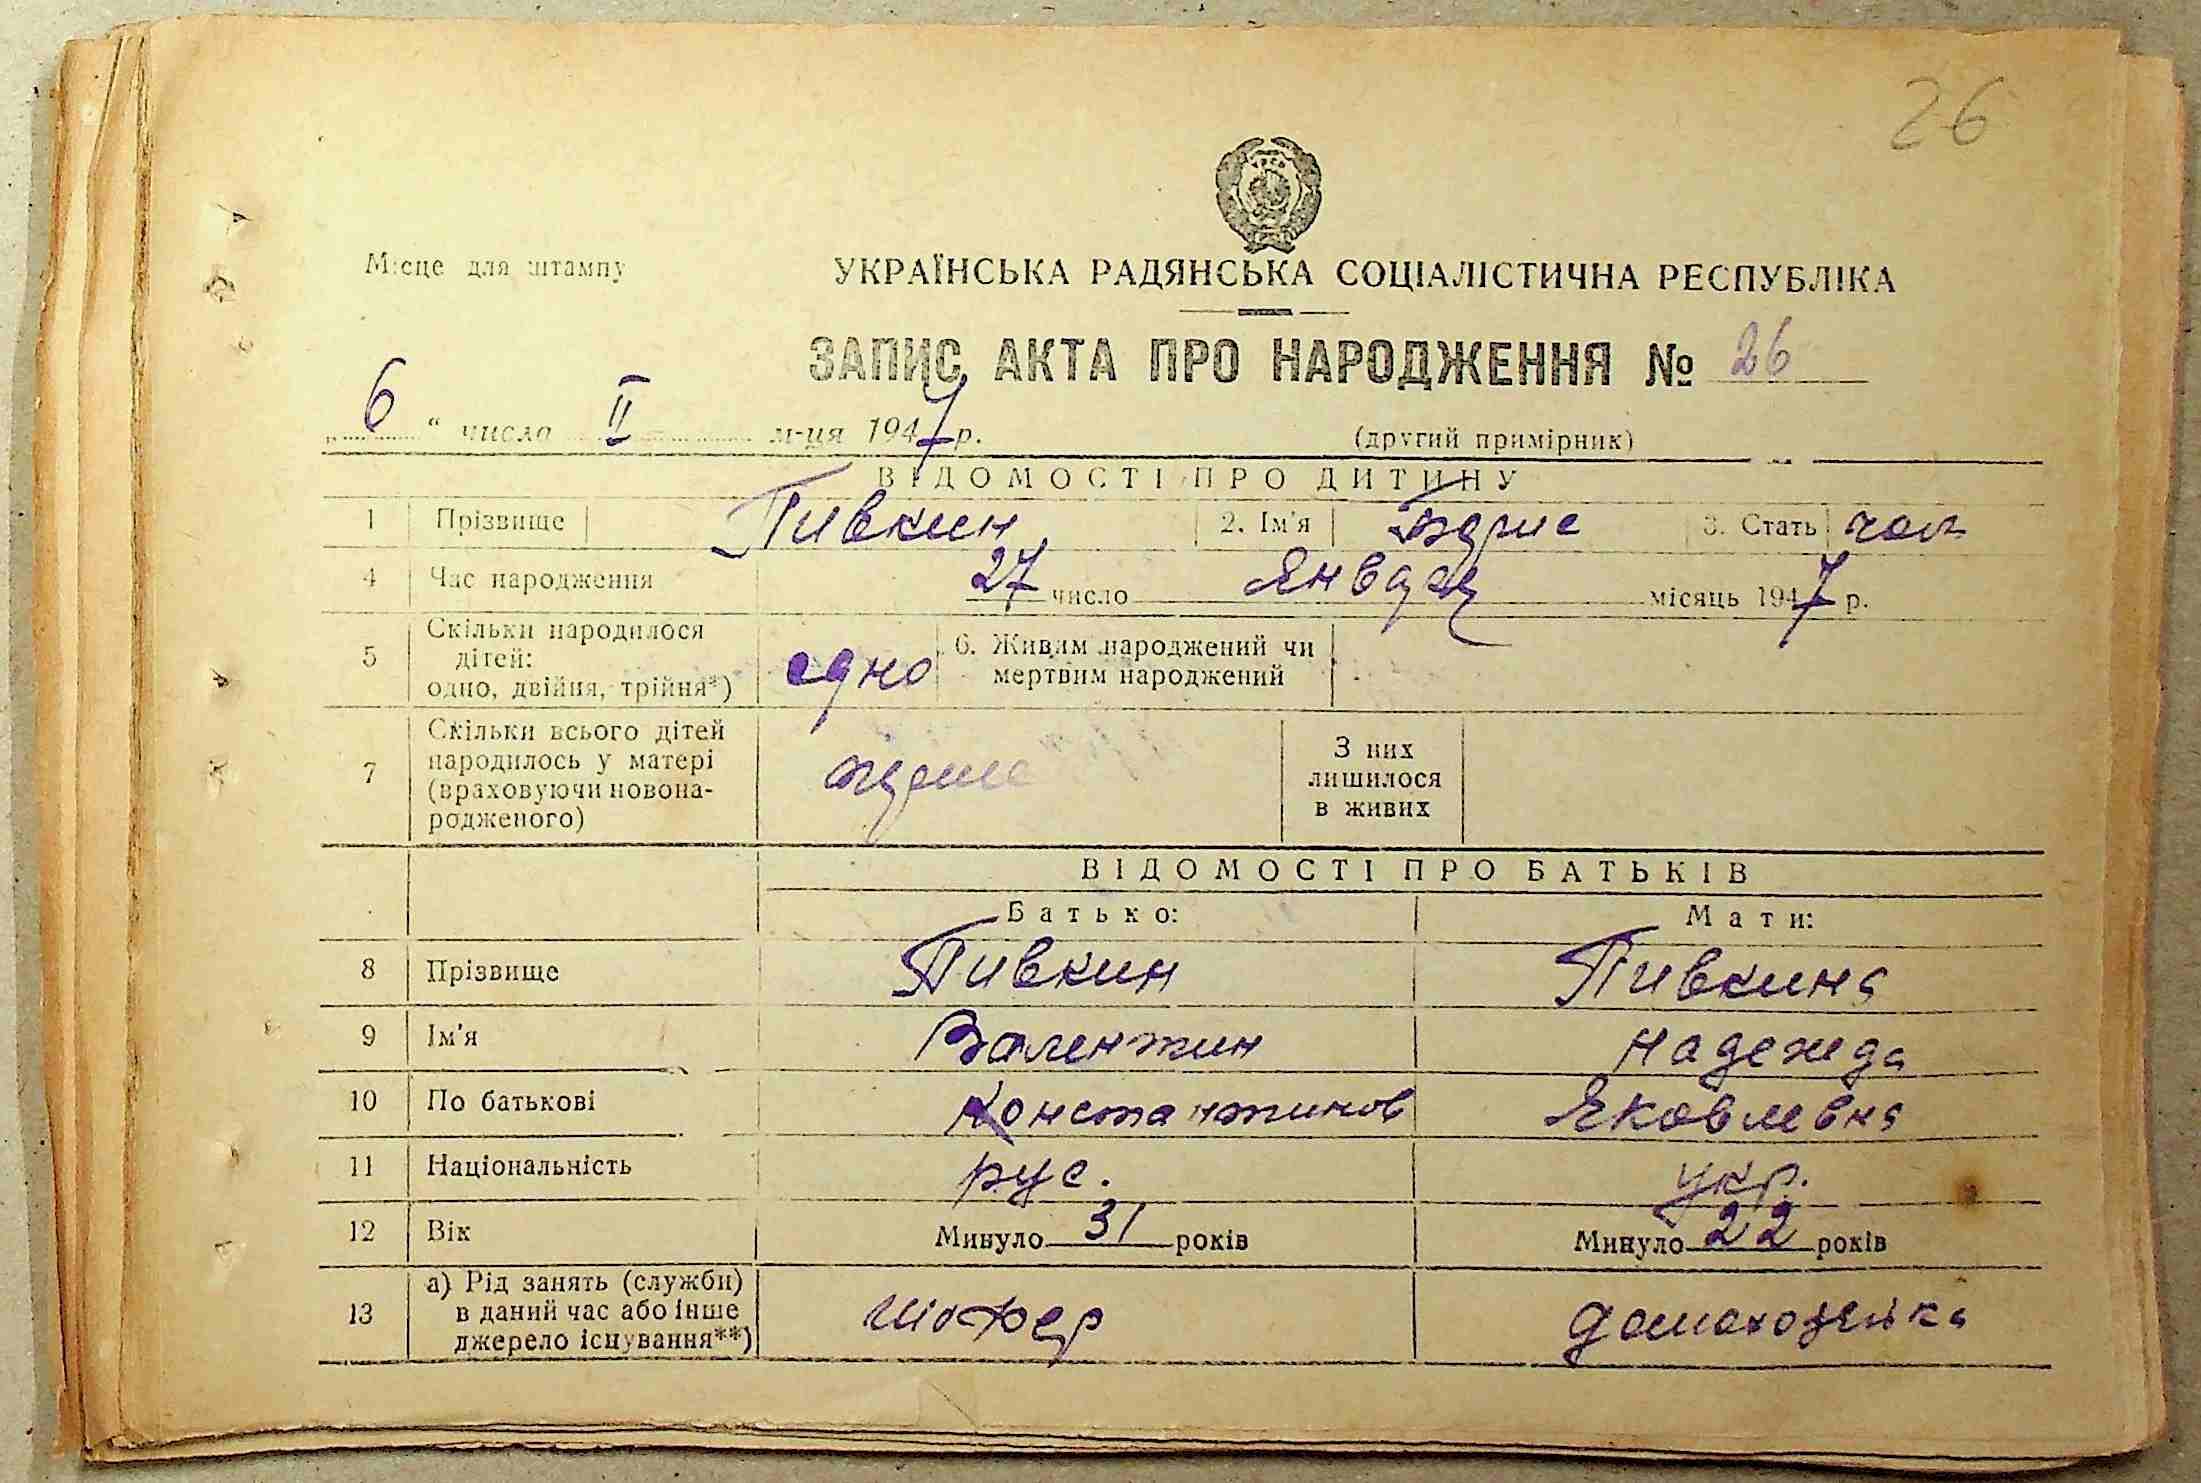 26
Місце для штампу
УКРАЇНСЬКА РАДЯНСЬКА СОЦІАЛІСТИЧНА РЕСПУБЛІКА
ЗАПИС АКТА ПРО НАРОДЖЕННЯ № 26
„ 6 “ числа II м-ця 1947 р. (другий примірник)
ВІДОМОСТІ ПРО ДИТИНУ
1 Прізвище Пивкин 2. Ім'я Борис 3. Стать чол
4 Час народження 27 число Января місяць 1947 р.
5 Скільки народилося
дітей:
одно, двійня, трійня*) одно 6. Живим народжений чи
мертвим народжений
7 Скільки всього дітей
народилось у матері
(враховуючи новона-
родженого)
З них
лишилося
в живих
ВІДОМОСТІ ПРО БАТЬКІВ
Батько: Мати:
8 Прізвище Пивкин Пивкина
9 Ім'я Валентин Надежда
10 По батькові Константинов Яковлевна
11 Національність рус. укр.
12 Вік Минуло 31 років Минуло 22 років
13 а) Рід занять (служби)
в даний час або інше
джерело існування**) Шофер домохозяйка